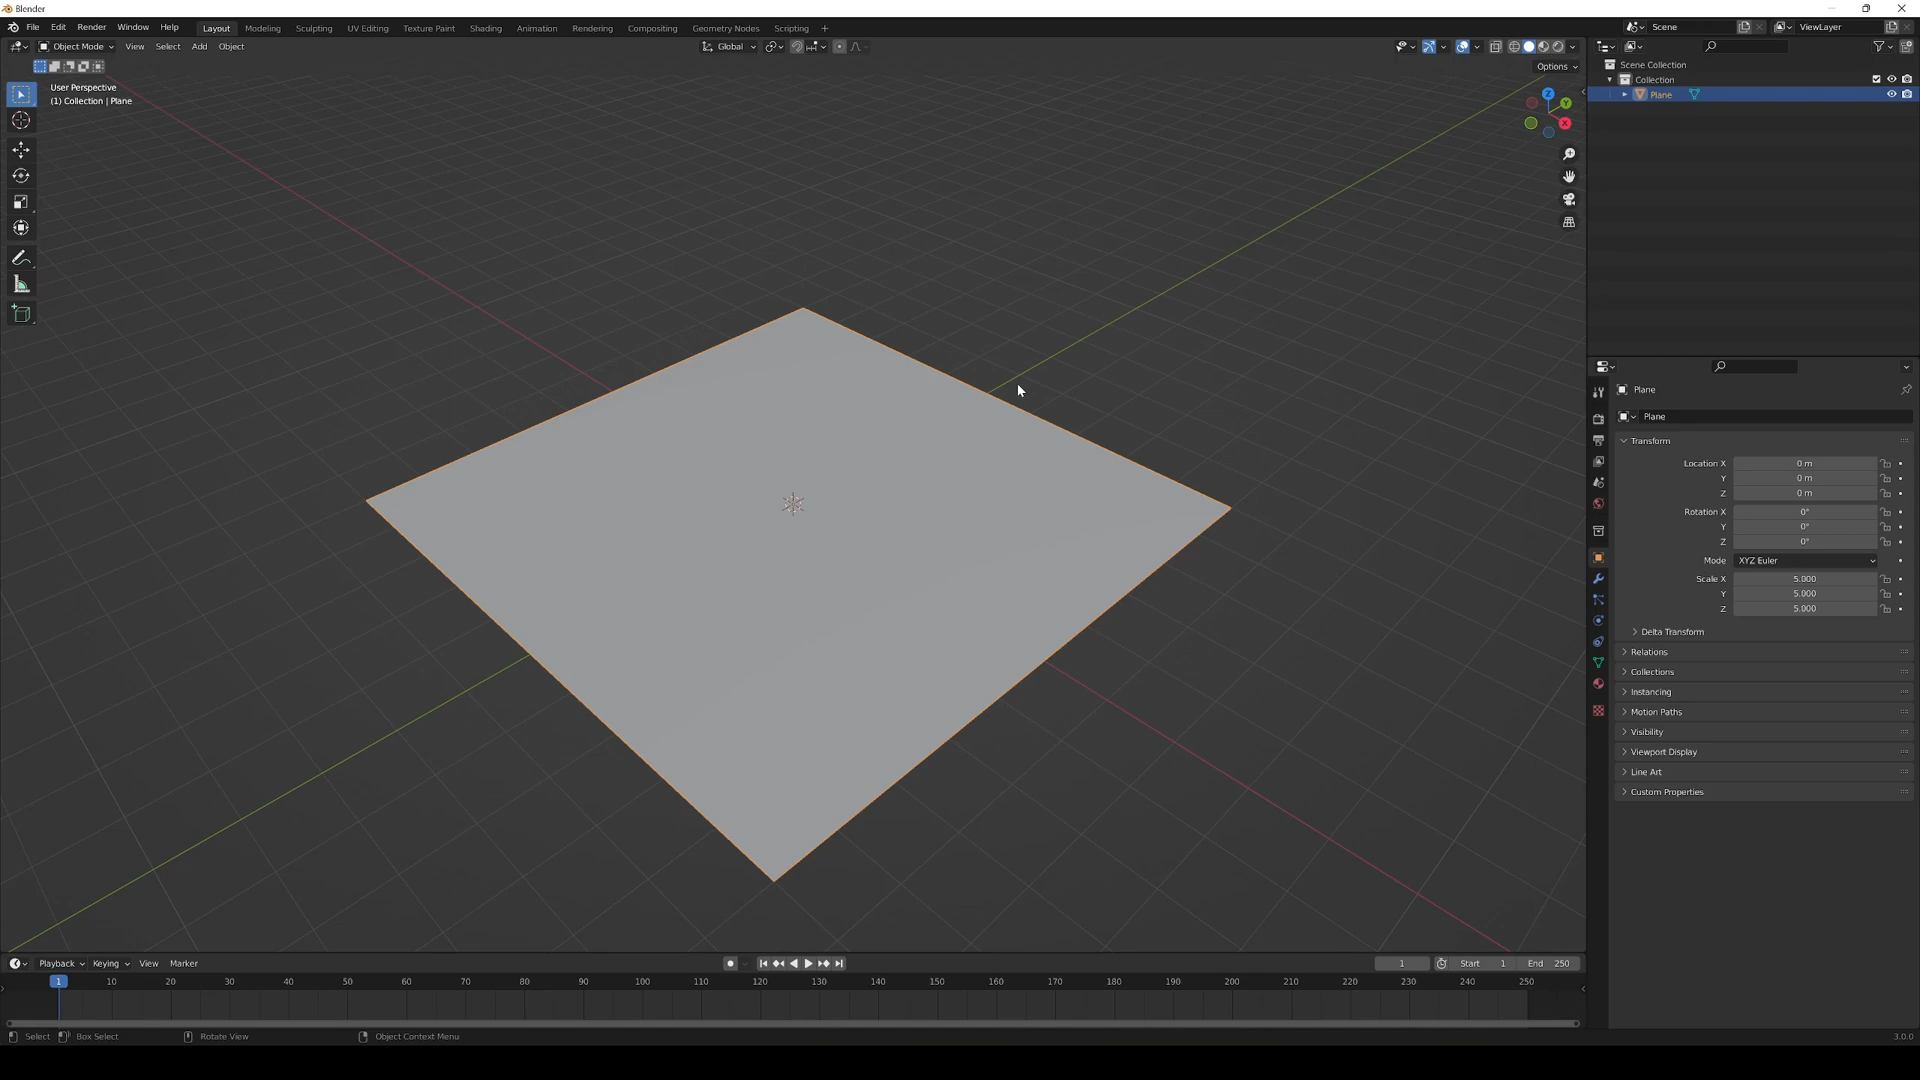 Blender
File Edit Render Window Help Layout Modeling Sculpting UV Editing Texture Paint Shading Animation Rendering Compositing Geometry Nodes Scripting + Scene ViewLayer
Object Mode View Select Add Object Global
Options
User Perspective
(1) Collection | Plane
Z
Y
X
Scene Collection
Collection
Plane
Plane
Plane
Transform
Location X 0 m
Y 0 m
Z 0 m
Rotation X 0°
Y 0°
Z 0°
Mode XYZ Euler
Scale X 5.000
Y 5.000
Z 5.000
Delta Transform
Relations
Collections
Instancing
Motion Paths
Visibility
Viewport Display
Line Art
Custom Properties
Playback Keying View Marker 1 Start 1 End 250
1 10 20 30 40 50 60 70 80 90 100 110 120 130 140 150 160 170 180 190 200 210 220 230 240 250
Select Box Select Rotate View Object Context Menu 3.0.0